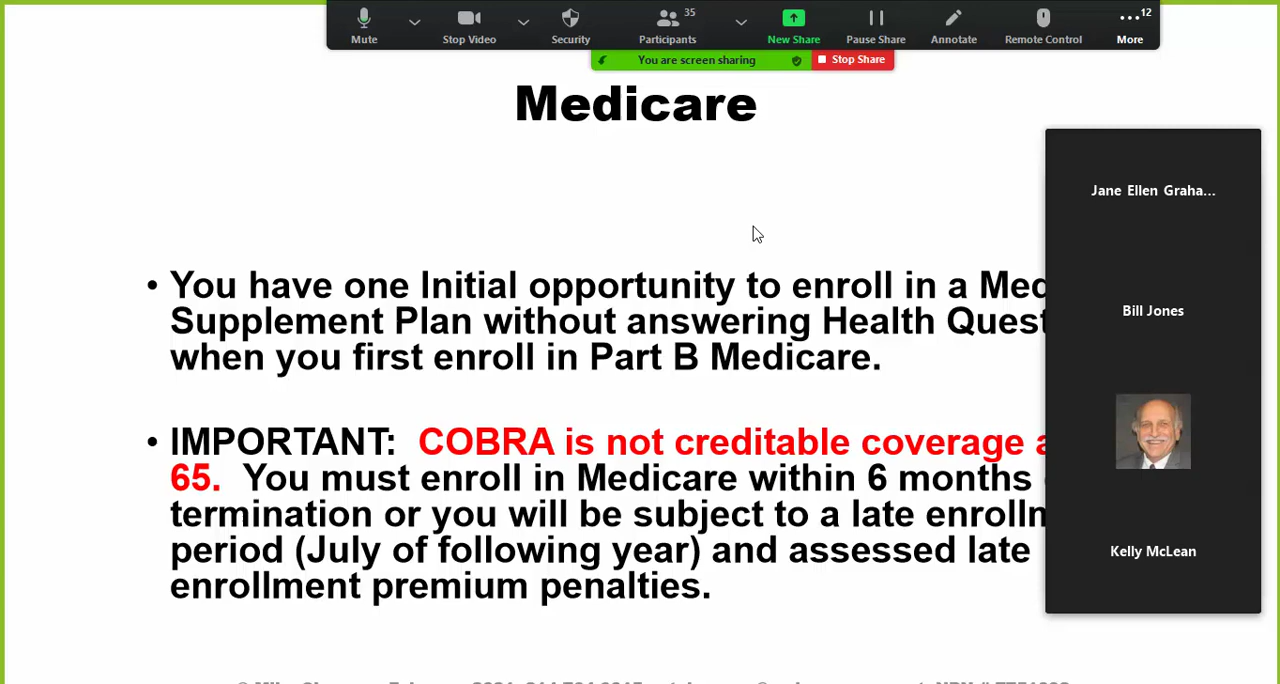 Mute
Stop Video
Security
35
Participants
New Share
Pause Share
Annotate
Remote Control
12
More
You are screen sharing
Stop Share
Medicare
Jane Ellen Graha...
Bill Jones
Kelly McLean
• You have one Initial opportunity to enroll in a Med
Supplement Plan without answering Health Quest
when you first enroll in Part B Medicare.
• IMPORTANT: COBRA is not creditable coverage a
65. You must enroll in Medicare within 6 months
termination or you will be subject to a late enrollm
period (July of following year) and assessed late
enrollment premium penalties.